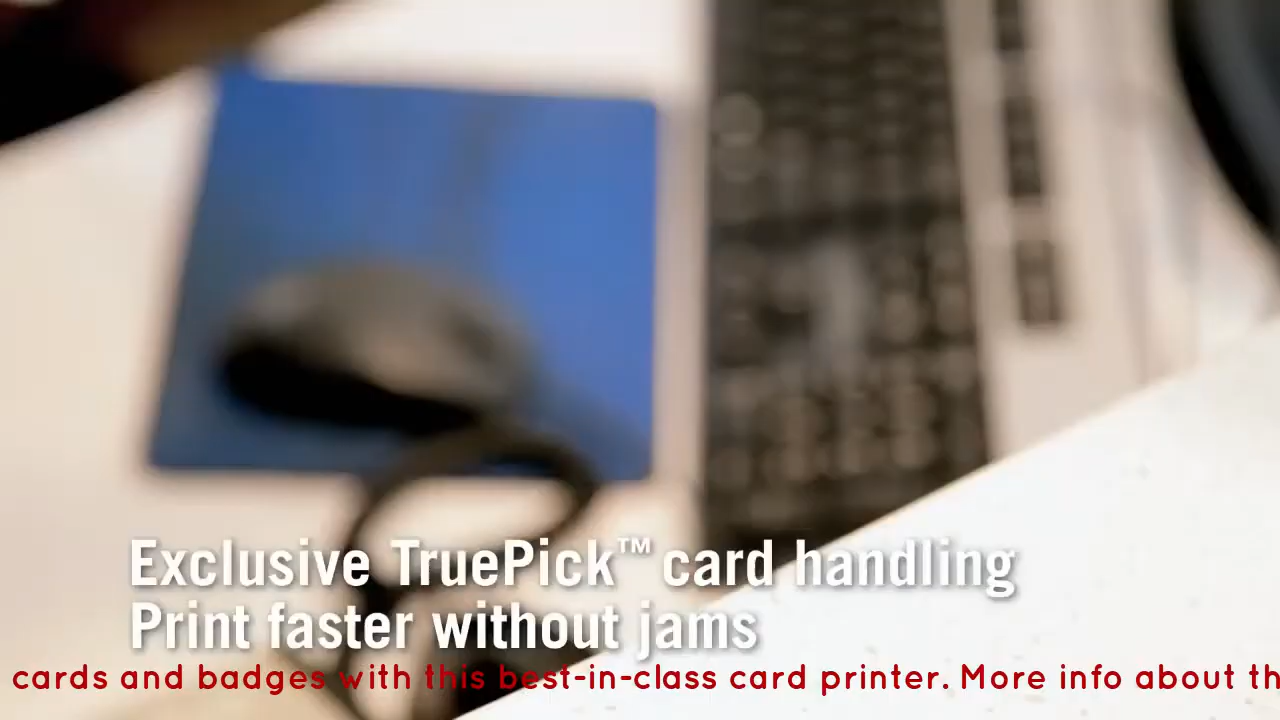 Exclusive TruePick™ card handling
Print faster without jams
cards and badges with this best-in-class card printer. More info about th